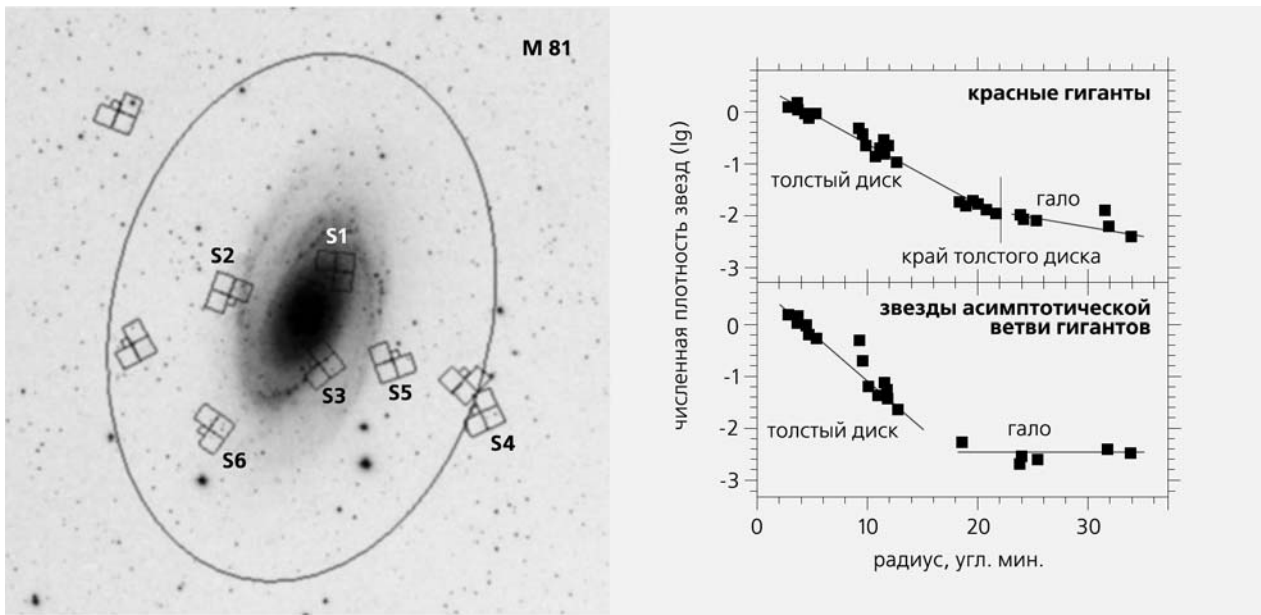 M 81
S1
S2
S3
S5
S4
S6
численная плотность звезд (lg)
красные гиганты
0
-1
-2
-3
толстый диск
гало
край толстого диска
звезды асимптотической
ветви гигантов
0
-1
-2
-3
толстый диск
гало
0 10 20 30
радиус, угл. мин.